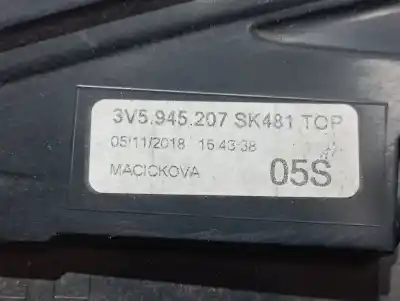 3V5.945.207 SK481 TOP
05/11/2018 15:43:38
MACICKOVA 05S